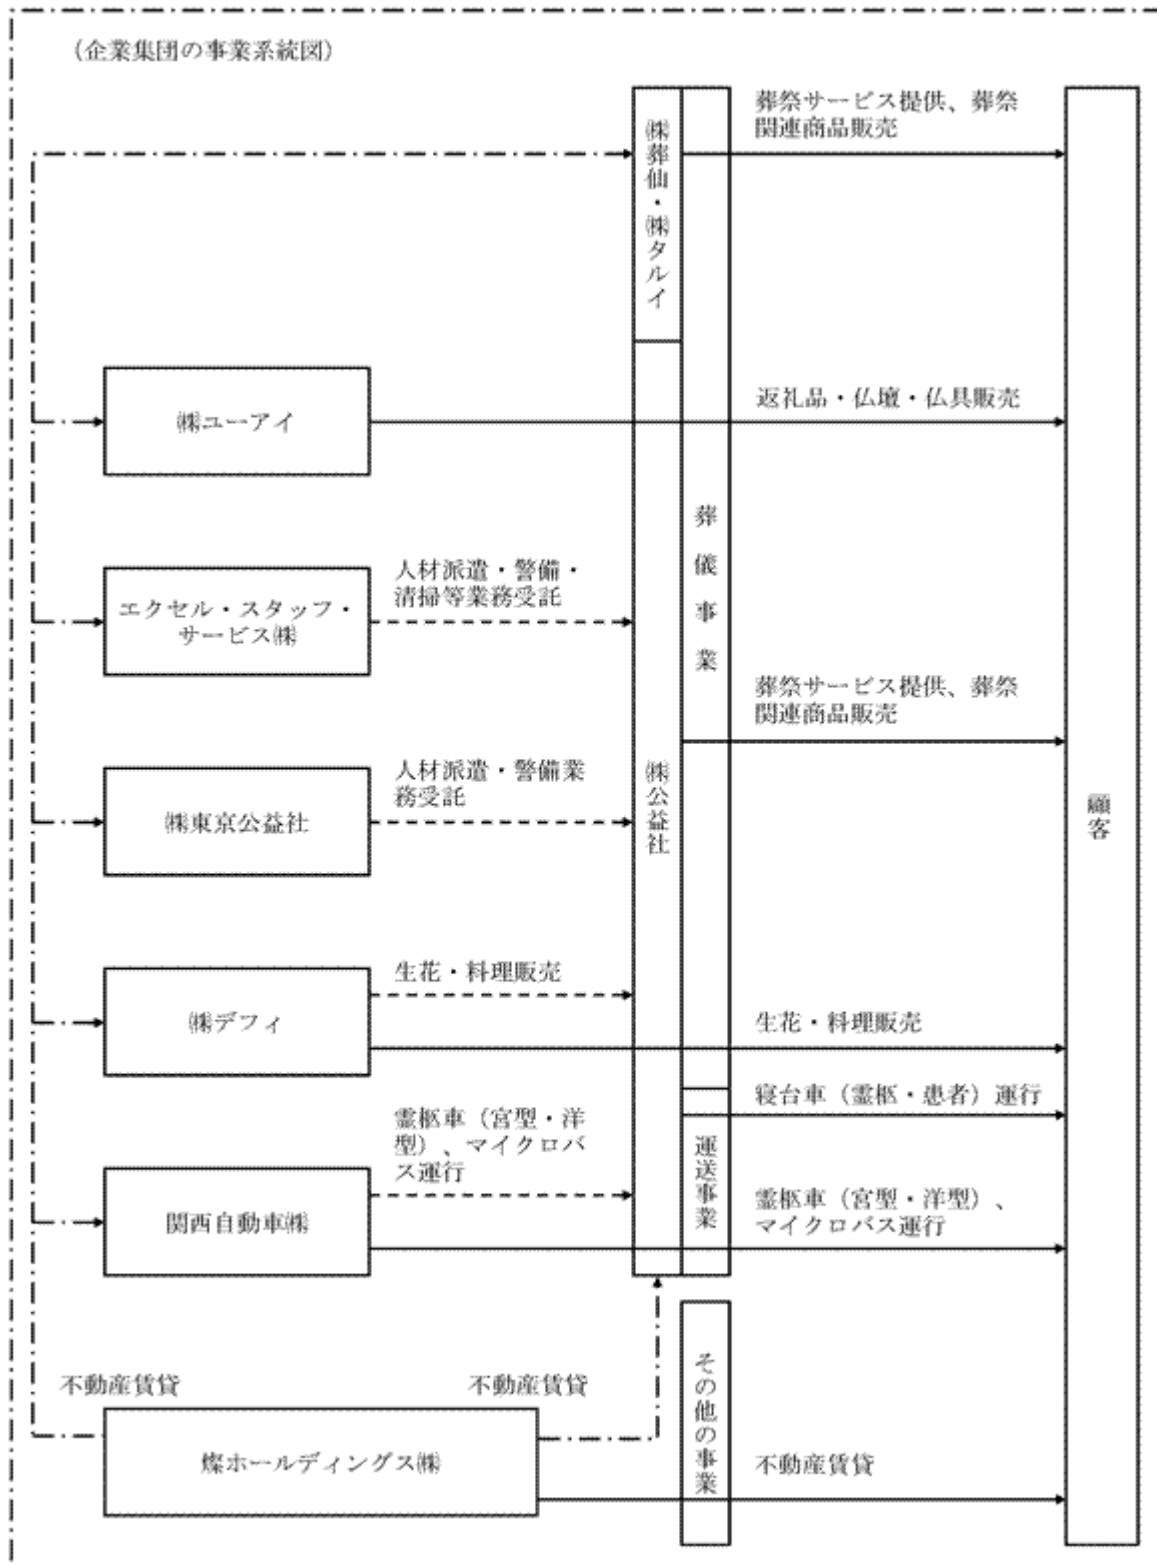 (企業集団の事業系統図)
葬祭サービス提供、葬祭
関連商品販売
㈱葬仙・㈱タルイ
㈱ユーアイ
返礼品・仏壇・仏具販売
葬儀事業
人材派遣・警備・
清掃等業務受託
エクセル・スタッフ・
サービス㈱
葬祭サービス提供、葬祭
関連商品販売
人材派遣・警備業
務受託
㈱東京公益社
㈱公益社
顧客
生花・料理販売
㈱デフィ
生花・料理販売
寝台車(霊柩・患者)運行
霊柩車(宮型・洋
型)、マイクロバ
ス運行
運送事業
関西自動車㈱
霊柩車(宮型・洋型)、
マイクロバス運行
不動産賃貸
不動産賃貸
その他の事業
燦ホールディングス㈱
不動産賃貸